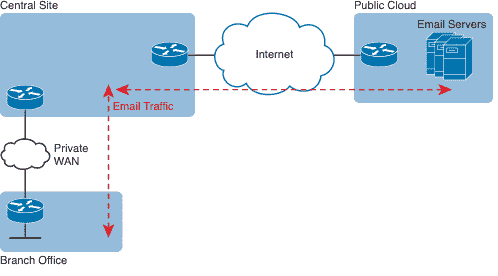 Central Site
Public Cloud
Email Servers
Internet
Email Traffic
Private
WAN
Branch Office